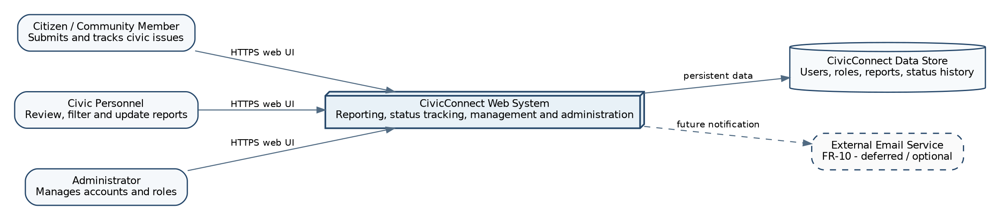 Citizen / Community Member
Submits and tracks civic issues
HTTPS web UI
Civic Personnel
Review, filter and update reports
HTTPS web UI
Administrator
Manages accounts and roles
HTTPS web UI
CivicConnect Web System
Reporting, status tracking, management and administration
persistent data
CivicConnect Data Store
Users, roles, reports, status history
future notification
External Email Service
FR-10 - deferred / optional